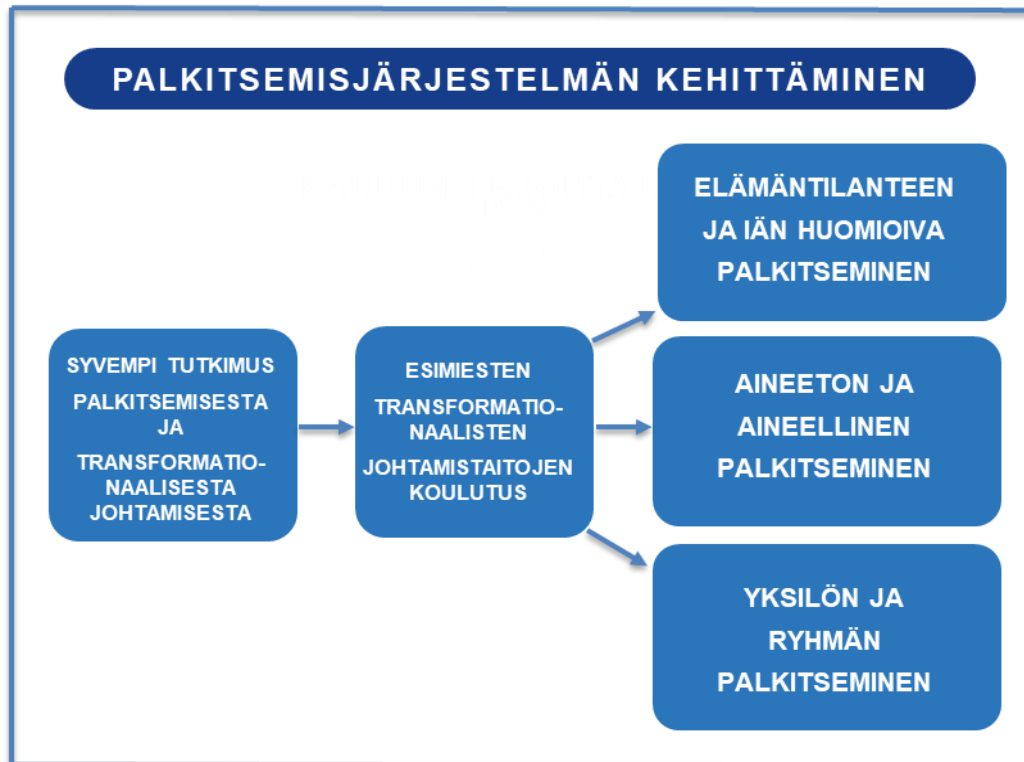 PALKITSEMISJÄRJESTELMÄN KEHITTÄMINEN
SYVEMPI TUTKIMUS
PALKITSEMISESTA
JA
TRANSFORMATIO-
NAALISESTA
JOHTAMISESTA
ESIMIESTEN
TRANSFORMATIO-
NAALISTEN
JOHTAMISTAITOJEN
KOULUTUS
ELÄMÄNTILANTEEN
JA IÄN HUOMIOIVA
PALKITSEMINEN
AINEETON JA
AINEELLINEN
PALKITSEMINEN
YKSILÖN JA
RYHMÄN
PALKITSEMINEN